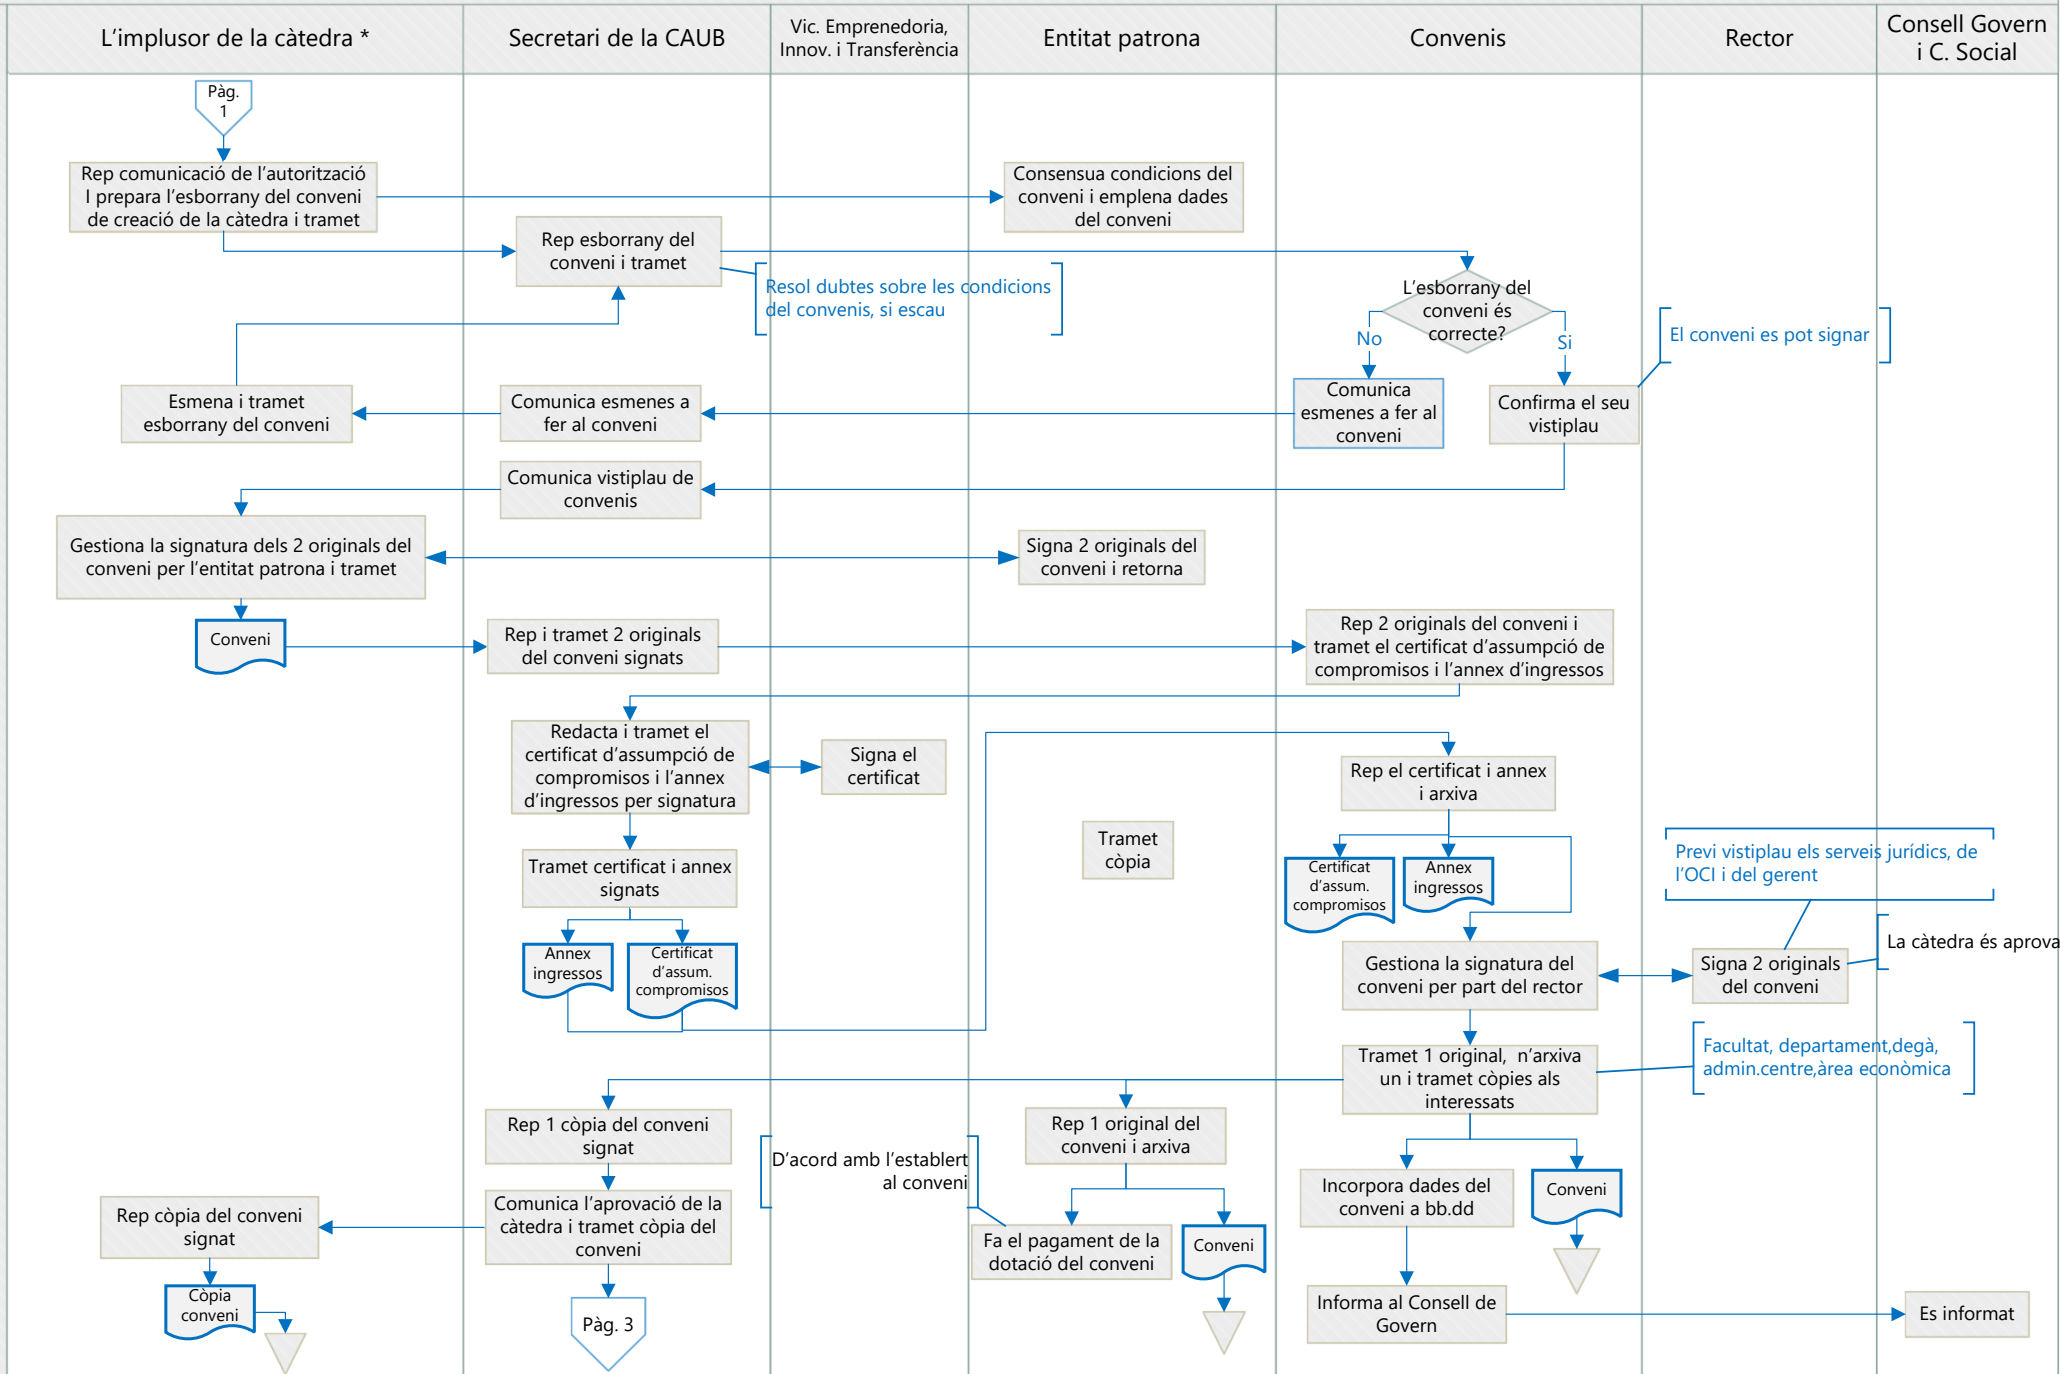 L'implusor de la càtedra *
Secretari de la CAUB
Vic. Emprenedoria,
Innov. i Transferència
Entitat patrona
Convenis
Rector
Consell Govern
i C. Social
Pàg.
1
Rep comunicació de l'autorització
I prepara l'esborrany del conveni
de creació de la càtedra i tramet
Consensua condicions del
conveni i emplena dades
del conveni
Rep esborrany del
conveni i tramet
Resol dubtes sobre les condicions
del convenis, si escau
L'esborrany del
conveni és
correcte?
No
Si
El conveni es pot signar
Esmena i tramet
esborrany del conveni
Comunica esmenes a
fer al conveni
Comunica
esmenes a fer al
conveni
Confirma el seu
vistiplau
Comunica vistiplau de
convenis
Gestiona la signatura dels 2 originals del
conveni per l'entitat patrona i tramet
Signa 2 originals del
conveni i retorna
Conveni
Rep i tramet 2 originals
del conveni signats
Rep 2 originals del conveni i
tramet el certificat d'assumpció de
compromisos i l'annex d'ingressos
Redacta i tramet el
certificat d'assumpció de
compromisos i l'annex
d'ingressos per signatura
Signa el
certificat
Rep el certificat i annex
i arxiva
Tramet
còpia
Certificat
d'assum.
compromisos
Annex
ingressos
Previ vistiplau els serveis jurídics, de
l'OCI i del gerent
Tramet certificat i annex
signats
Annex
ingressos
Certificat
d'assum.
compromisos
Gestiona la signatura del
conveni per part del rector
Signa 2 originals
del conveni
La càtedra és aprova
Tramet 1 original,  n'arxiva
un i tramet còpies als
interessats
Facultat, departament,degà,
admin.centre,àrea econòmica
Rep 1 còpia del conveni
signat
D'acord amb l'establert
al conveni
Rep 1 original del
conveni i arxiva
Incorpora dades del
conveni a bb.dd
Conveni
Rep còpia del conveni
signat
Comunica l'aprovació de la
càtedra i tramet còpia del
conveni
Fa el pagament de la
dotació del conveni
Conveni
Còpia
conveni
Pàg. 3
Informa al Consell de
Govern
Es informat